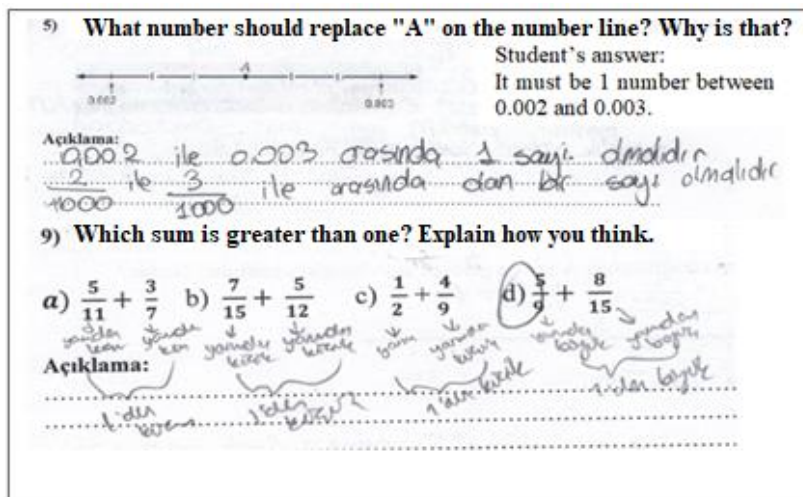 5) What number should replace "A" on the number line? Why is that?
Student's answer:
It must be 1 number between
0.002 and 0.003.
A
0.002 0.003
Açıklama:
0,002 ile 0.003 arasında 1 sayı olmalıdır
2/1000 ile 3/1000 ile arasında dan bir sayı olmalıdır
9) Which sum is greater than one? Explain how you think.
a) 5/11 + 3/7 b) 7/15 + 5/12 c) 1/2 + 4/9 d) 5/9 + 8/15
yarıdan yarıdan yarıdan küçük yarıdan küçük yarım yarımdan küçük yarıdan büyük yarıdan büyük
Açıklama:
1'den 1'den küçük 1'den küçük 1'den büyük